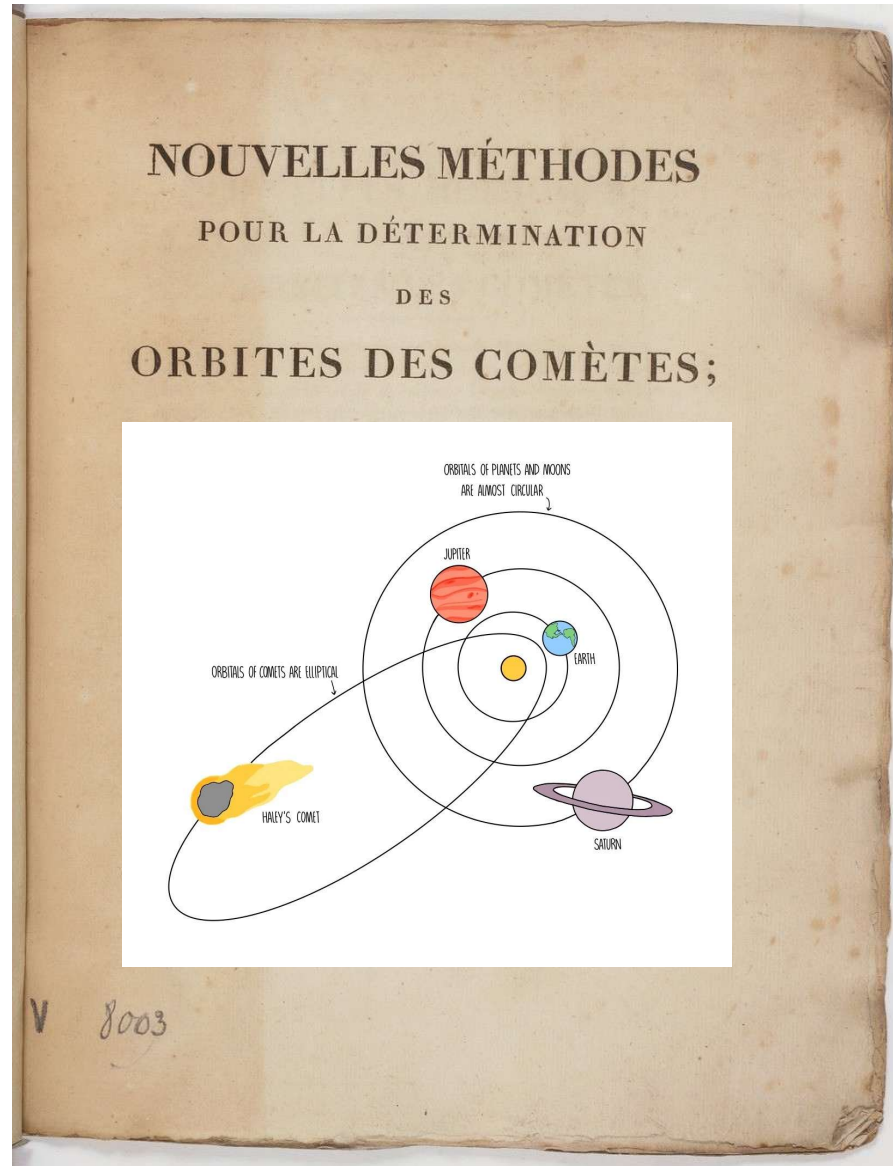 NOUVELLES MÉTHODES
POUR LA DÉTERMINATION
DES
ORBITES DES COMÈTES;
ORBITALS OF PLANETS AND MOONS
ARE ALMOST CIRCULAR
JUPITER
EARTH
ORBITALS OF COMETS ARE ELLIPTICAL
HALEY'S COMET
SATURN
V 8003